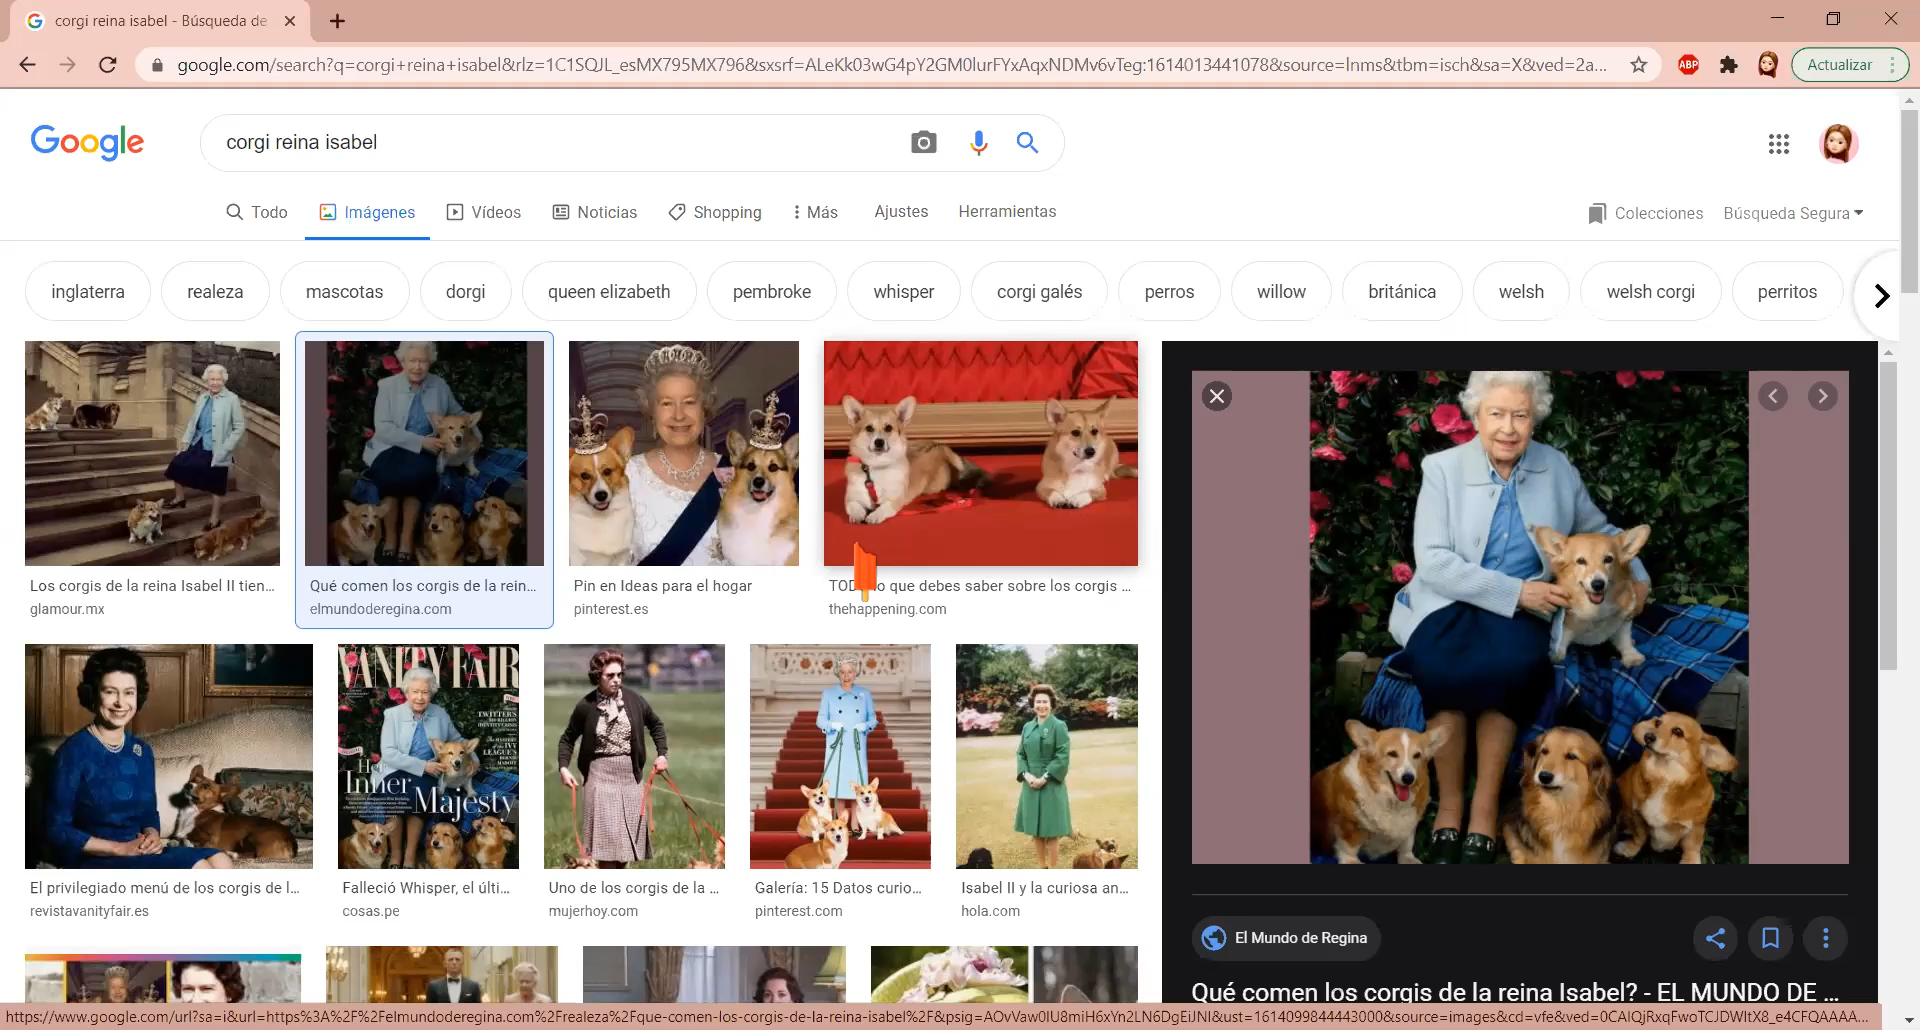 corgi reina isabel - Búsqueda de
google.com/search?q=corgi+reina+isabel&rlz=1C1SQJL_esMX795MX796&sxsrf=ALeKk03wG4pY2GM0lurFYxAqxNDMv6vTeg:1614013441078&source=lnms&tbm=isch&sa=X&ved=2a...
ABP
Actualizar
Google
corgi reina isabel
Todo Imágenes Vídeos Noticias Shopping Más Ajustes Herramientas Colecciones Búsqueda Segura
inglaterra realeza mascotas dorgi queen elizabeth pembroke whisper corgi galés perros willow británica welsh welsh corgi perritos
Los corgis de la reina Isabel II tien...
glamour.mx
Qué comen los corgis de la rein...
elmundoderegina.com
Pin en Ideas para el hogar
pinterest.es
que debes saber sobre los corgis ...
thehappening.com
VANITY FAIR
Her
Inner
Majesty
El privilegiado menú de los corgis de l...
revistavanityfair.es
Falleció Whisper, el últi...
cosas.pe
Uno de los corgis de la ...
mujerhoy.com
Galería: 15 Datos curio...
pinterest.com
Isabel II y la curiosa an...
hola.com
El Mundo de Regina
Qué comen los corgis de la reina Isabel? - EL MUNDO DE ...
https://www.google.com/url?sa=i&url=https%3A%2F%2Felmundoderegina.com%2Frealeza%2Fque-comen-los-corgis-de-la-reina-isabel%2F&psig=AOvVaw0IU8miH6xYn2LN6DgEiJNI&ust=1614099844443000&source=images&cd=vfe&ved=0CAIQjRxqFwoTCJDWltX8_e4CFQAAAA...